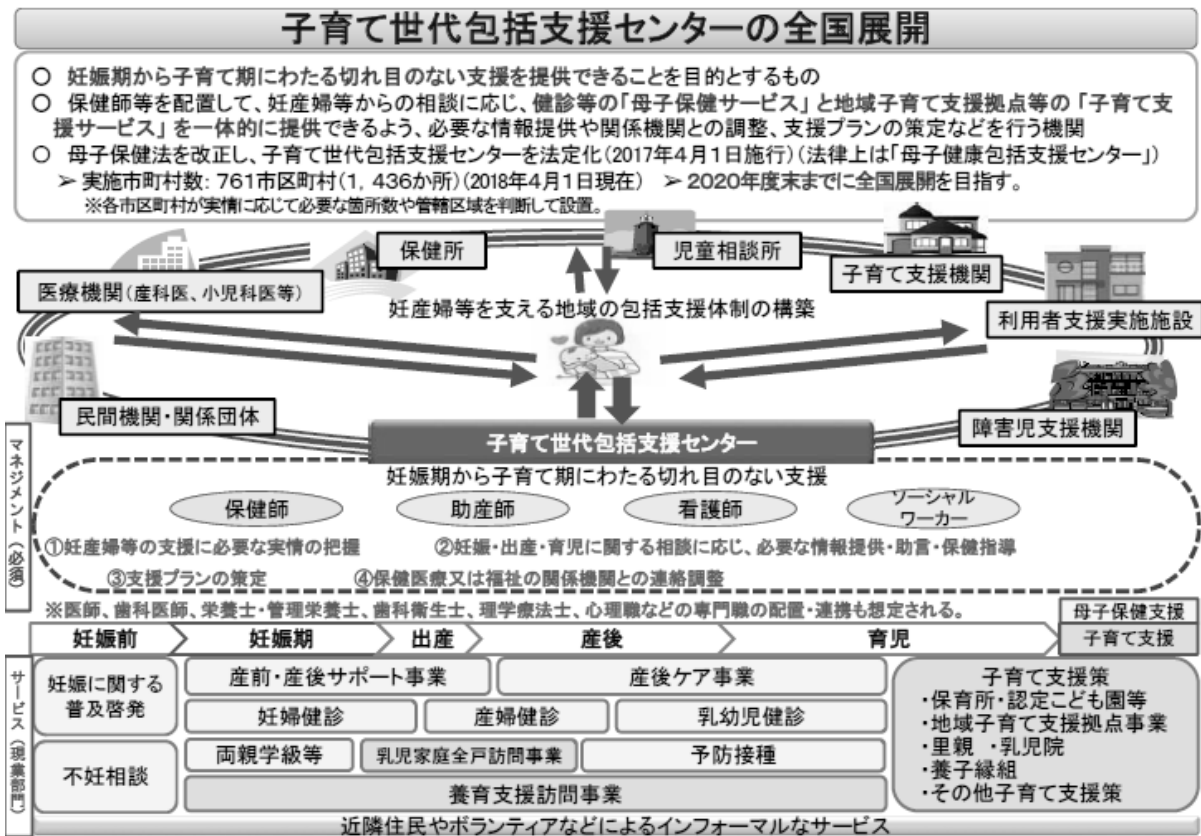 子育て世代包括支援センターの全国展開
○ 妊娠期から子育て期にわたる切れ目のない支援を提供できることを目的とするもの
○ 保健師等を配置して、妊産婦等からの相談に応じ、健診等の「母子保健サービス」と地域子育て支援拠点等の「子育て支
援サービス」を一体的に提供できるよう、必要な情報提供や関係機関との調整、支援プランの策定などを行う機関
○ 母子保健法を改正し、子育て世代包括支援センターを法定化(2017年4月1日施行)(法律上は「母子健康包括支援センター」)
➢ 実施市町村数:761市区町村(1,436か所)(2018年4月1日現在) ➢ 2020年度末までに全国展開を目指す。
※各市区町村が実情に応じて必要な箇所数や管轄区域を判断して設置。
保健所
児童相談所
子育て支援機関
医療機関(産科医、小児科医等)
妊産婦等を支える地域の包括支援体制の構築
利用者支援実施施設
民間機関・関係団体
障害児支援機関
子育て世代包括支援センター
マネジメント(必須)
妊娠期から子育て期にわたる切れ目のない支援
保健師
助産師
看護師
ソーシャル
ワーカー
①妊産婦等の支援に必要な実情の把握 ②妊娠・出産・育児に関する相談に応じ、必要な情報提供・助言・保健指導
③支援プランの策定 ④保健医療又は福祉の関係機関との連絡調整
※医師、歯科医師、栄養士・管理栄養士、歯科衛生士、理学療法士、心理職などの専門職の配置・連携も想定される。
母子保健支援
子育て支援
妊娠前
妊娠期
出産
産後
育児
サービス(現業部門)
妊娠に関する
普及啓発
不妊相談
産前・産後サポート事業
産後ケア事業
妊婦健診
産婦健診
乳幼児健診
両親学級等
乳児家庭全戸訪問事業
予防接種
養育支援訪問事業
子育て支援策
・保育所・認定こども園等
・地域子育て支援拠点事業
・里親 ・乳児院
・養子縁組
・その他子育て支援策
近隣住民やボランティアなどによるインフォーマルなサービス